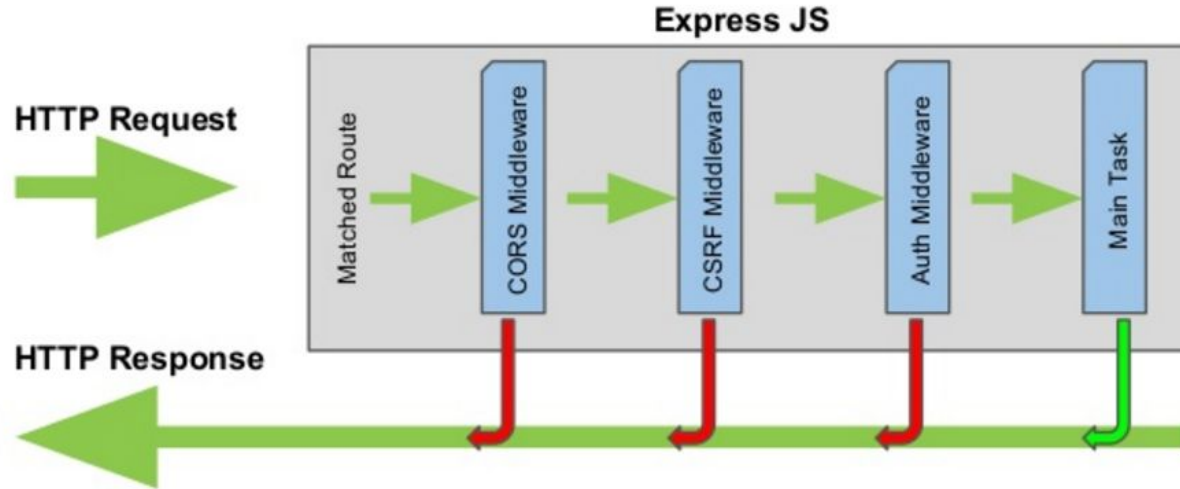 Express JS
HTTP Request
Matched Route
CORS Middleware
CSRF Middleware
Auth Middleware
Main Task
HTTP Response